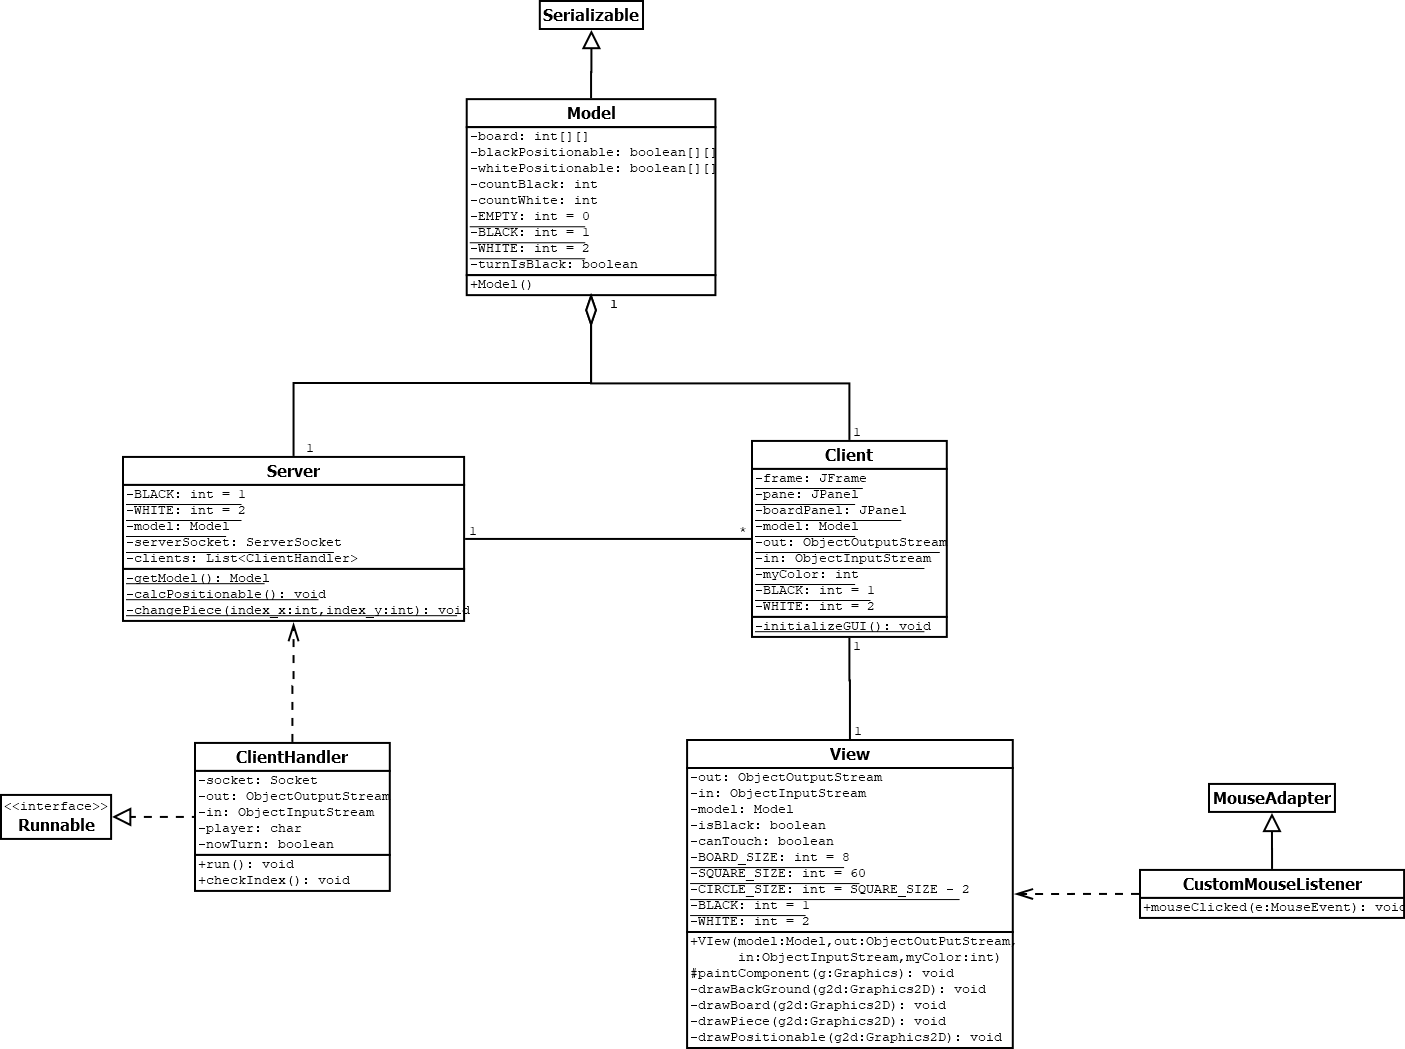 Serializable
Model
-board: int[][]
-blackPositionable: boolean[][]
-whitePositionable: boolean[][]
-countBlack: int
-countWhite: int
-EMPTY: int = 0
-BLACK: int = 1
-WHITE: int = 2
-turnIsBlack: boolean
+Model()
1
1
Server
-BLACK: int = 1
-WHITE: int = 2
-model: Model
-serverSocket: ServerSocket
-clients: List<ClientHandler>
-getModel(): Model
-calcPositionable(): void
-changePiece(index_x:int,index_y:int): void
1
*
1
Client
-frame: JFrame
-pane: JPanel
-boardPanel: JPanel
-model: Model
-out: ObjectOutputStream
-in: ObjectInputStream
-myColor: int
-BLACK: int = 1
-WHITE: int = 2
-initializeGUI(): void
1
1
ClientHandler
-socket: Socket
-out: ObjectOutputStream
-in: ObjectInputStream
-player: char
-nowTurn: boolean
+run(): void
+checkIndex(): void
<<interface>>
Runnable
View
-out: ObjectOutputStream
-in: ObjectInputStream
-model: Model
-isBlack: boolean
-canTouch: boolean
-BOARD_SIZE: int = 8
-SQUARE_SIZE: int = 60
-CIRCLE_SIZE: int = SQUARE_SIZE - 2
-BLACK: int = 1
-WHITE: int = 2
+VIew(model:Model,out:ObjectOutPutStream,
in:ObjectInputStream,myColor:int)
#paintComponent(g:Graphics): void
-drawBackGround(g2d:Graphics2D): void
-drawBoard(g2d:Graphics2D): void
-drawPiece(g2d:Graphics2D): void
-drawPositionable(g2d:Graphics2D): void
MouseAdapter
CustomMouseListener
+mouseClicked(e:MouseEvent): void